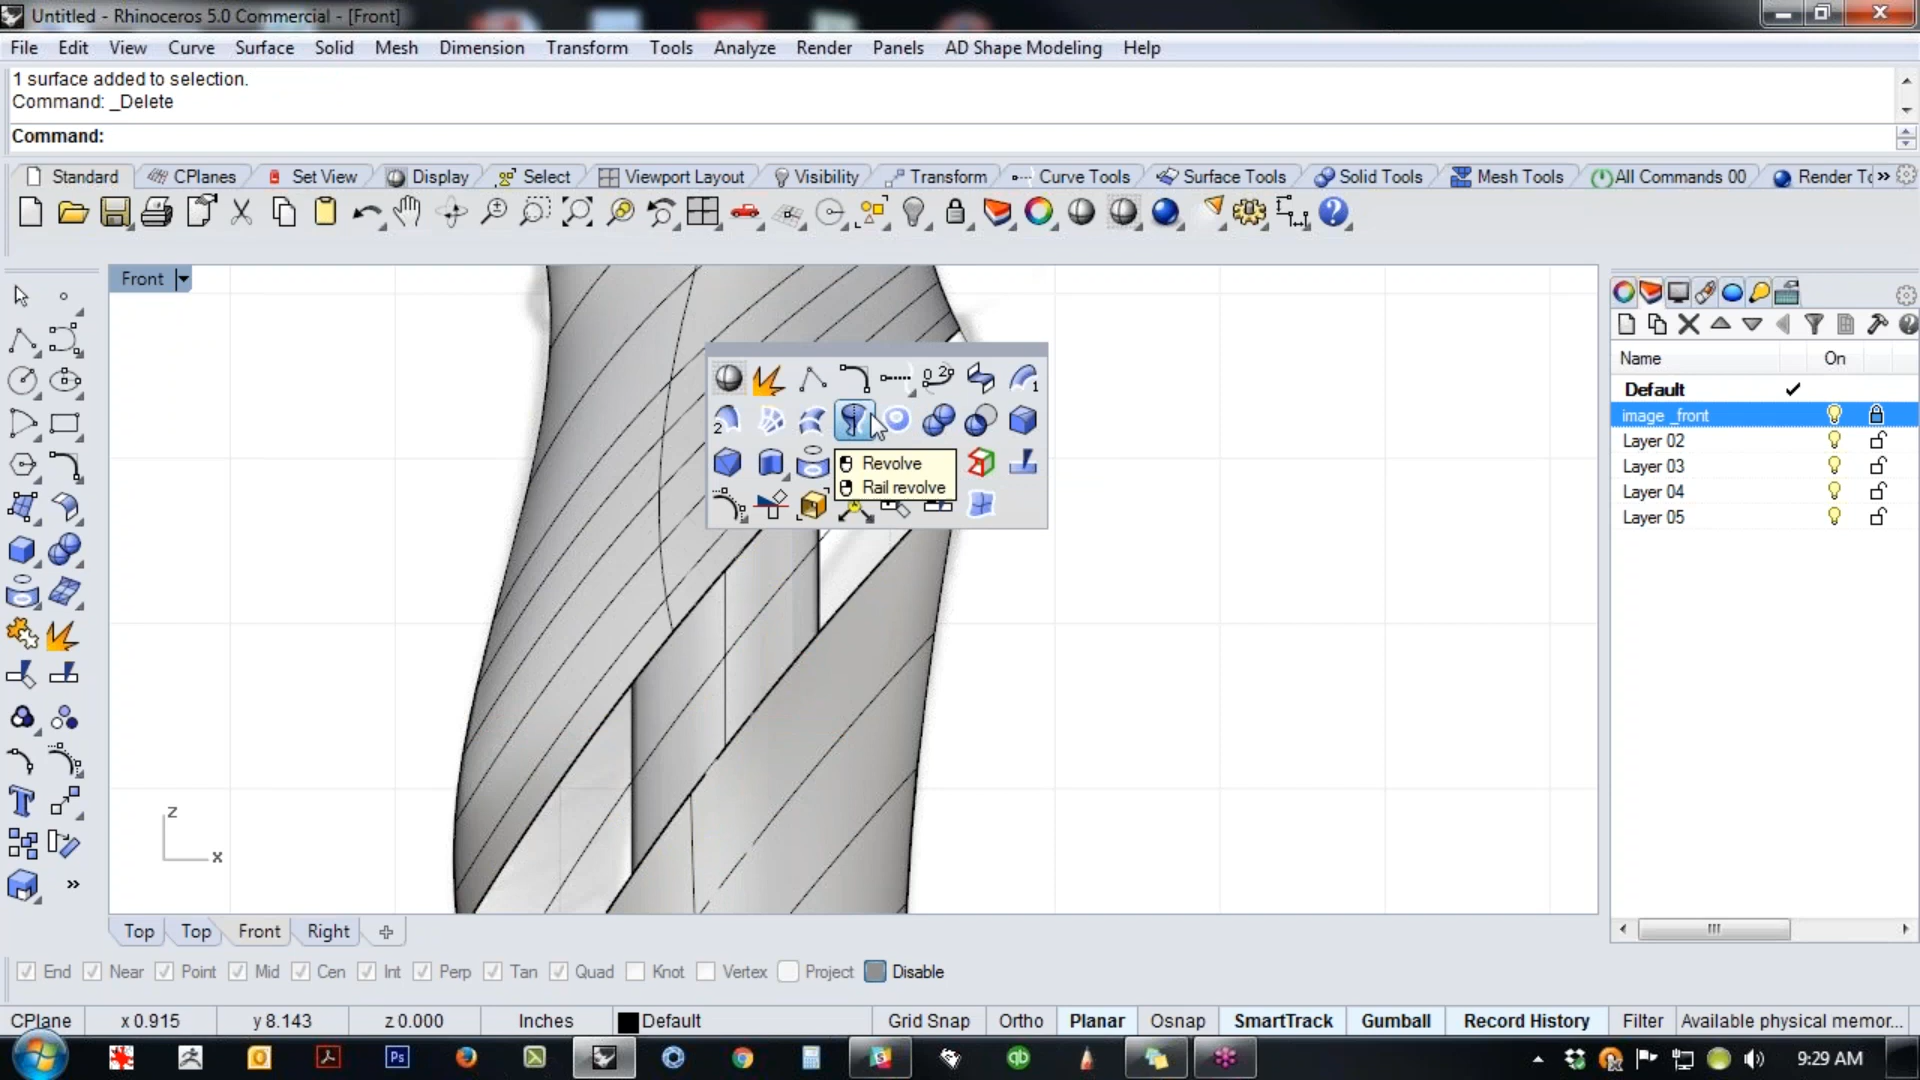 Untitled - Rhinoceros 5.0 Commercial - [Front]
File Edit View Curve Surface Solid Mesh Dimension Transform Tools Analyze Render Panels AD Shape Modeling Help
1 surface added to selection.
Command: _Delete
Command:
Standard CPlanes Set View Display Select Viewport Layout Visibility Transform Curve Tools Surface Tools Solid Tools Mesh Tools All Commands 00 Render To »
Front
Name On
Default
image _front
Layer 02
Layer 03
Layer 04
Layer 05
Revolve
Rail revolve
z
x
Top Top Front Right
End Near Point Mid Cen Int Perp Tan Quad Knot Vertex Project Disable
CPlane x 0.915 y 8.143 z 0.000 Inches Default Grid Snap Ortho Planar Osnap SmartTrack Gumball Record History Filter Available physical memor...
9:29 AM